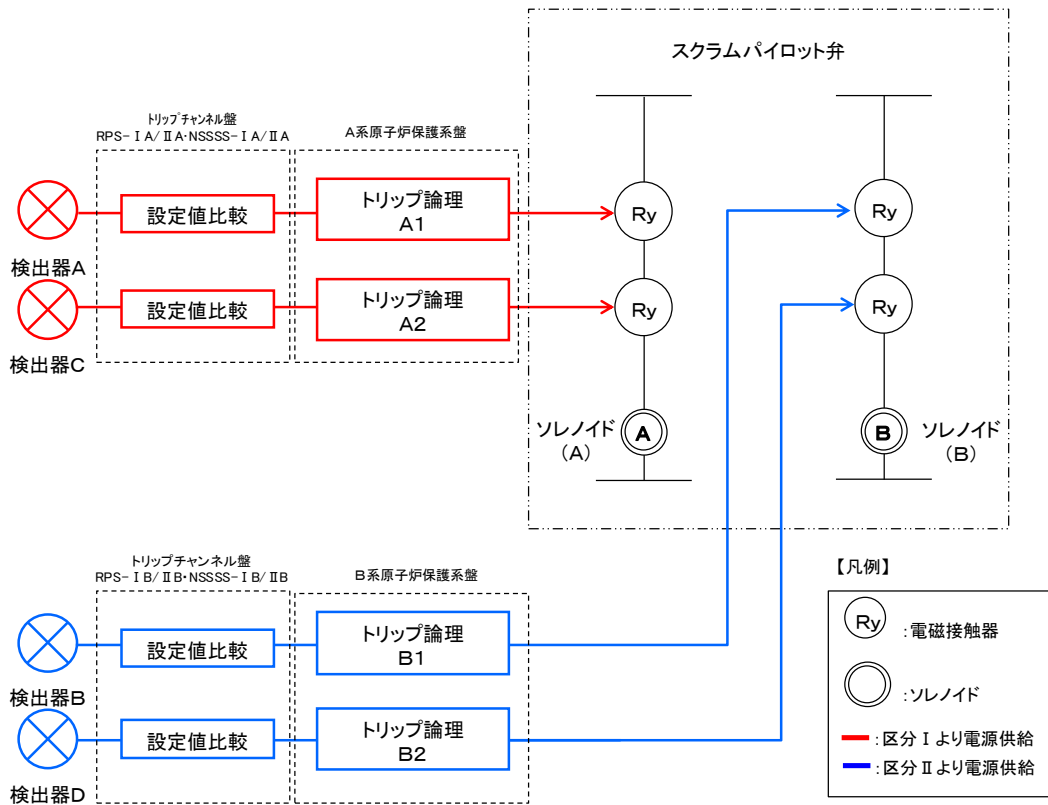 スクラムパイロット弁
トリップチャンネル盤
RPS-ⅠA/ⅡA・NSSSS-ⅠA/ⅡA
A系原子炉保護系盤
検出器A
設定値比較
トリップ論理
A1
Ry
Ry
検出器C
設定値比較
トリップ論理
A2
Ry
Ry
ソレノイド
(A)
A
B
ソレノイド
(B)
トリップチャンネル盤
RPS-ⅠB/ⅡB・NSSSS-ⅠB/ⅡB
B系原子炉保護系盤
検出器B
設定値比較
トリップ論理
B1
検出器D
設定値比較
トリップ論理
B2
【凡例】
Ry
:電磁接触器
:ソレノイド
:区分Ⅰより電源供給
:区分Ⅱより電源供給